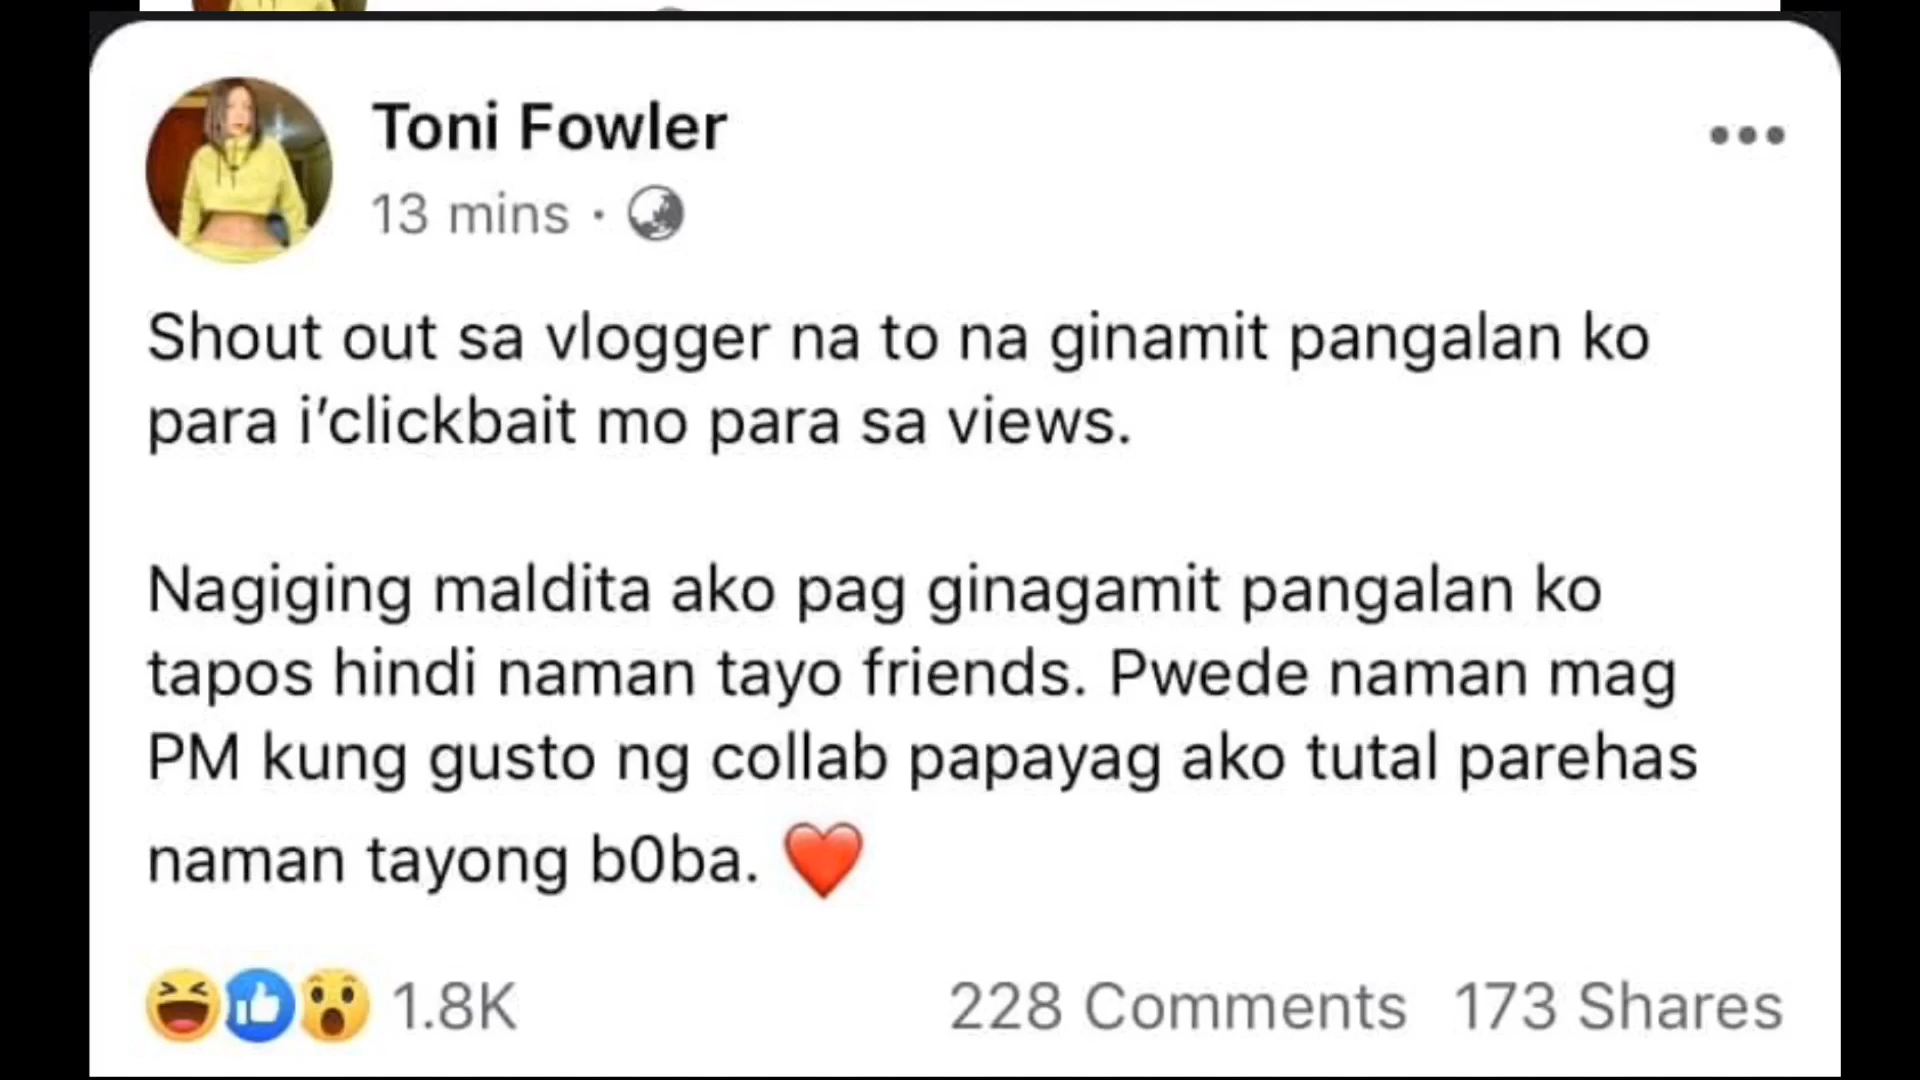 Toni Fowler
13 mins ·
Shout out sa vlogger na to na ginamit pangalan ko
para i’clickbait mo para sa views.
Nagiging maldita ako pag ginagamit pangalan ko
tapos hindi naman tayo friends. Pwede naman mag
PM kung gusto ng collab papayag ako tutal parehas
naman tayong b0ba. ❤️
1.8K 228 Comments 173 Shares